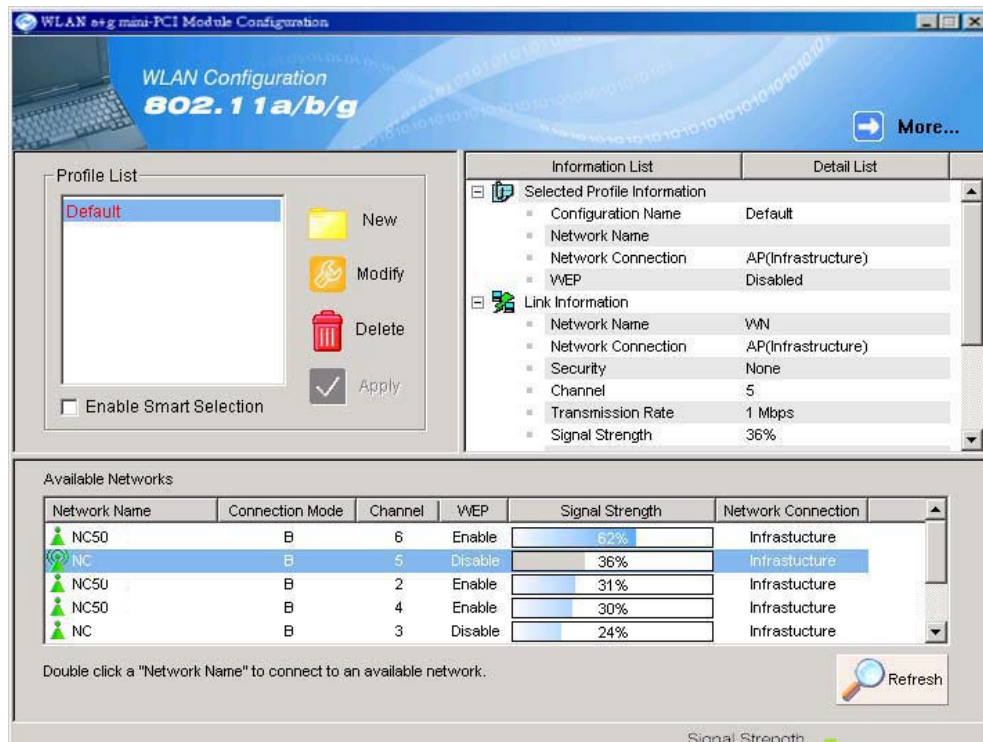 WLAN a+g mini-PCI Module Configuration
WLAN Configuration
802.11a/b/g
More...
Profile List
Default
New
Modify
Delete
Apply
Enable Smart Selection
Information List Detail List
Selected Profile Information
Configuration Name Default
Network Name
Network Connection AP(Infrastructure)
WEP Disabled
Link Information
Network Name WN
Network Connection AP(Infrastructure)
Security None
Channel 5
Transmission Rate 1 Mbps
Signal Strength 36%
Available Networks
Network Name Connection Mode Channel WEP Signal Strength Network Connection
NC50 B 6 Enable 62% Infrastucture
NC B 5 Disable 36% Infrastucture
NC50 B 2 Enable 31% Infrastucture
NC50 B 4 Enable 30% Infrastucture
NC B 3 Disable 24% Infrastucture
Double click a "Network Name" to connect to an available network.
Refresh
Signal Strength